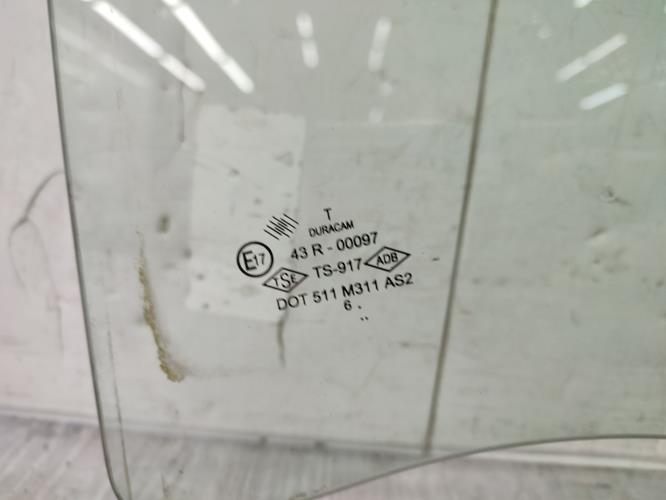 T
DURACAM
E17 43 R - 00097
TSE TS-917 ADB
DOT 511 M311 AS2
6 . ..